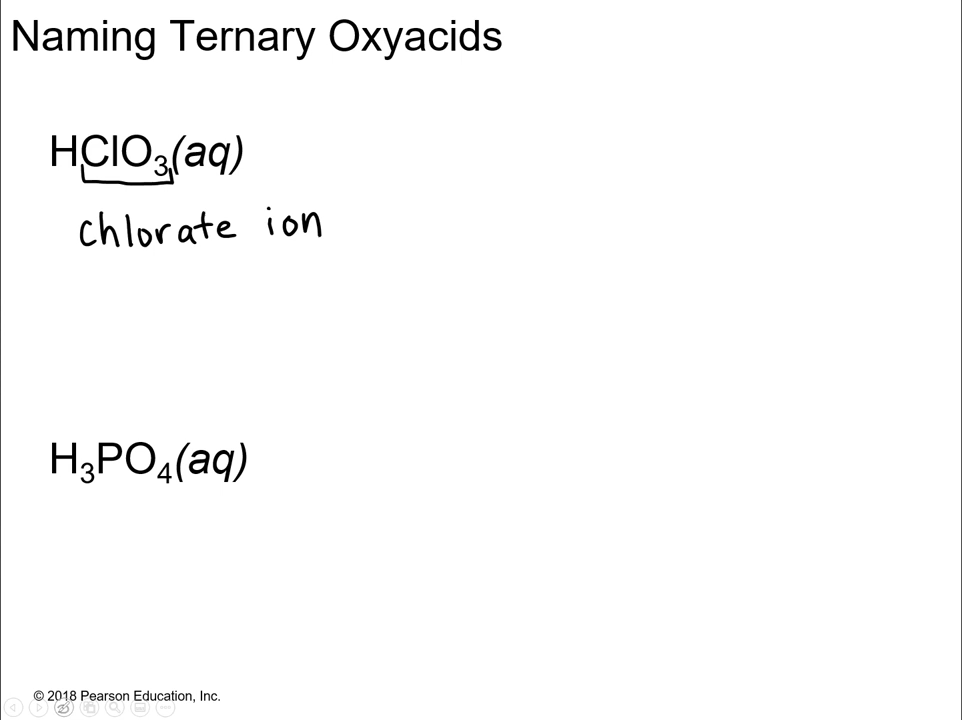 Naming Ternary Oxyacids
HClO₃(aq)
chlorate ion
H₃PO₄(aq)
© 2018 Pearson Education, Inc.